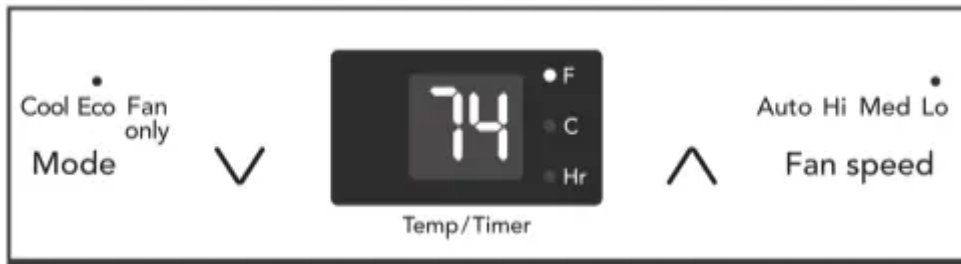 Cool Eco Fan only
Mode
74
F
C
Hr
Temp/Timer
Auto Hi Med Lo
Fan speed